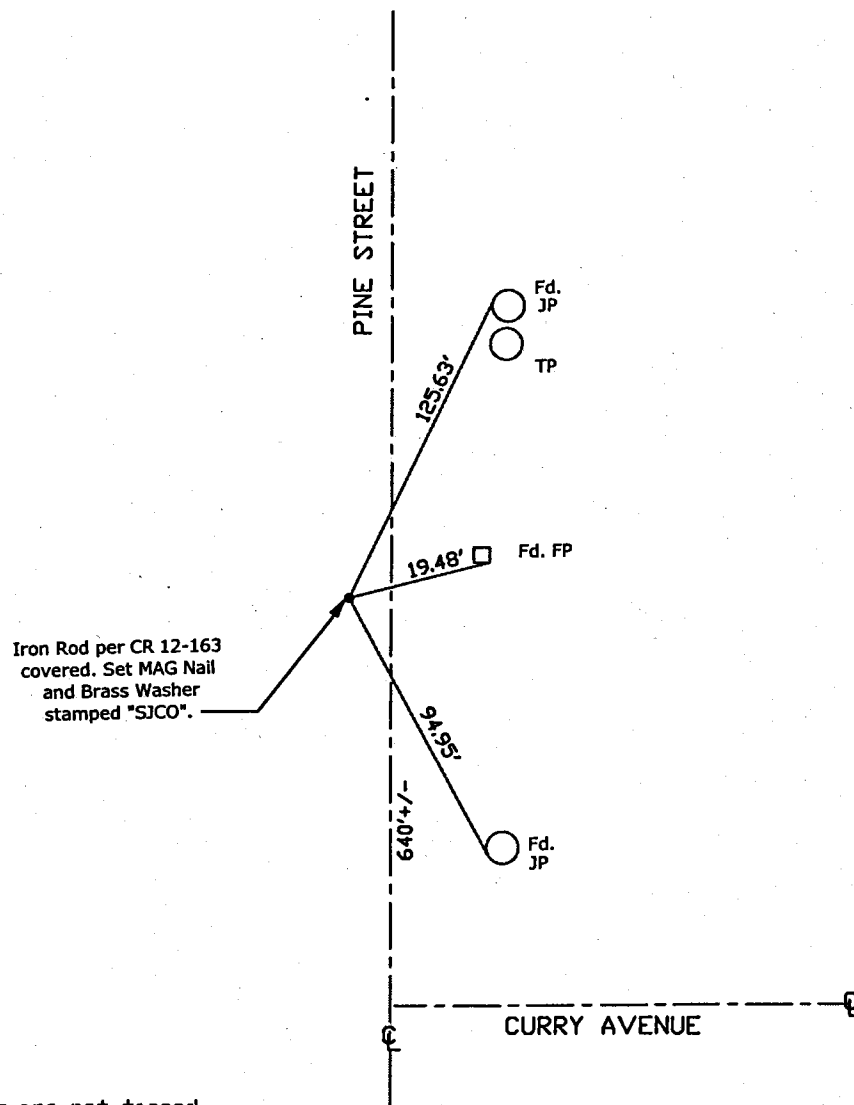 PINE STREET
Fd.
JP
TP
125.63'
19.48'
Fd. FP
Iron Rod per CR 12-163
covered. Set MAG Nail
and Brass Washer
stamped "SJCO".
94.95'
640'+/-
Fd.
JP
CURRY AVENUE